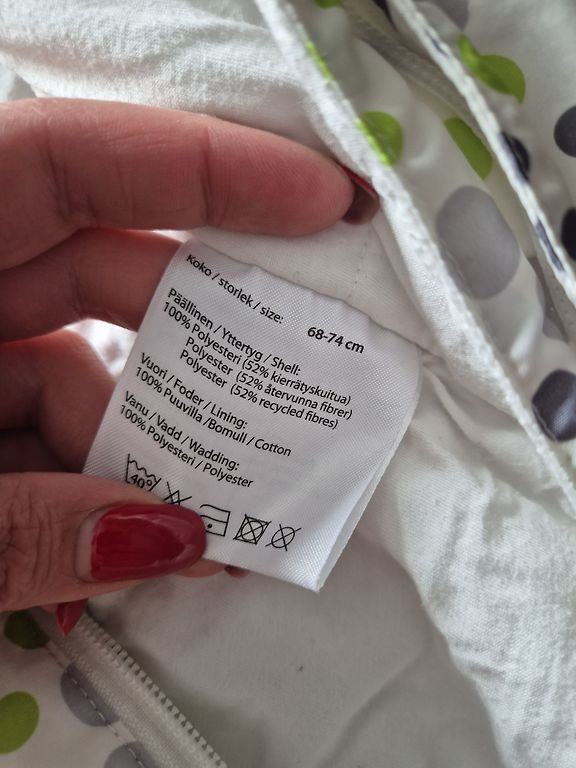 Koko / storlek / size: 68-74 cm
Päällinen / Yttertyg / Shell:
100% Polyesteri (52% kierrätyskuitua)
Polyester (52% återvunna fibrer)
Polyester (52% recycled fibres)
Vuori / Foder / Lining:
100% Puuvilla /Bomull / Cotton
Vanu / Vadd / Wadding:
100% Polyesteri / Polyester
40°